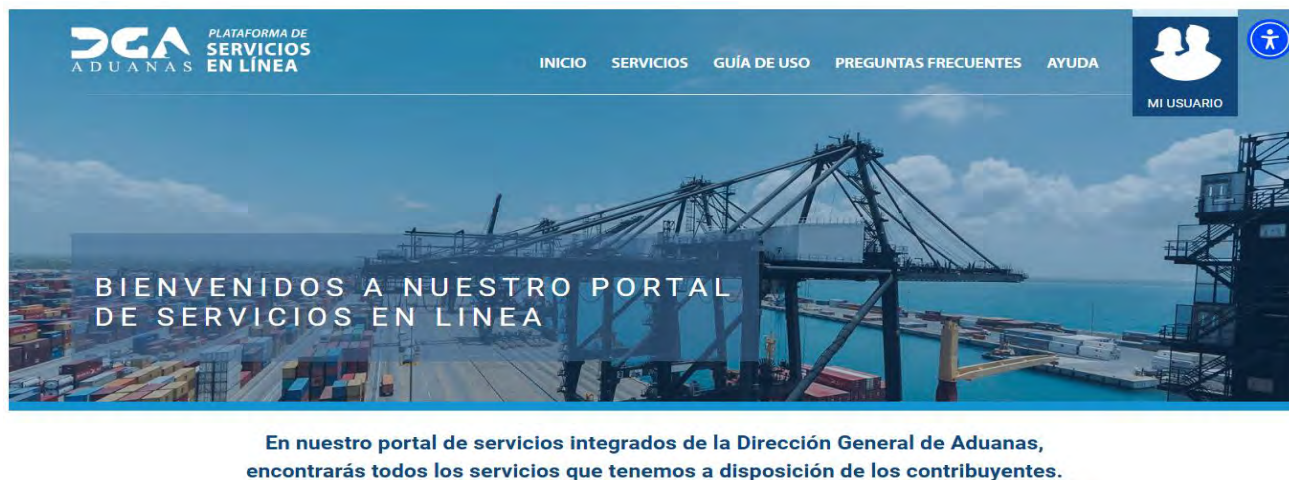 DGA
ADUANAS
PLATAFORMA DE
SERVICIOS
EN LÍNEA
INICIO SERVICIOS GUÍA DE USO PREGUNTAS FRECUENTES AYUDA
MI USUARIO
BIENVENIDOS A NUESTRO PORTAL
DE SERVICIOS EN LINEA
En nuestro portal de servicios integrados de la Dirección General de Aduanas,
encontrarás todos los servicios que tenemos a disposición de los contribuyentes.